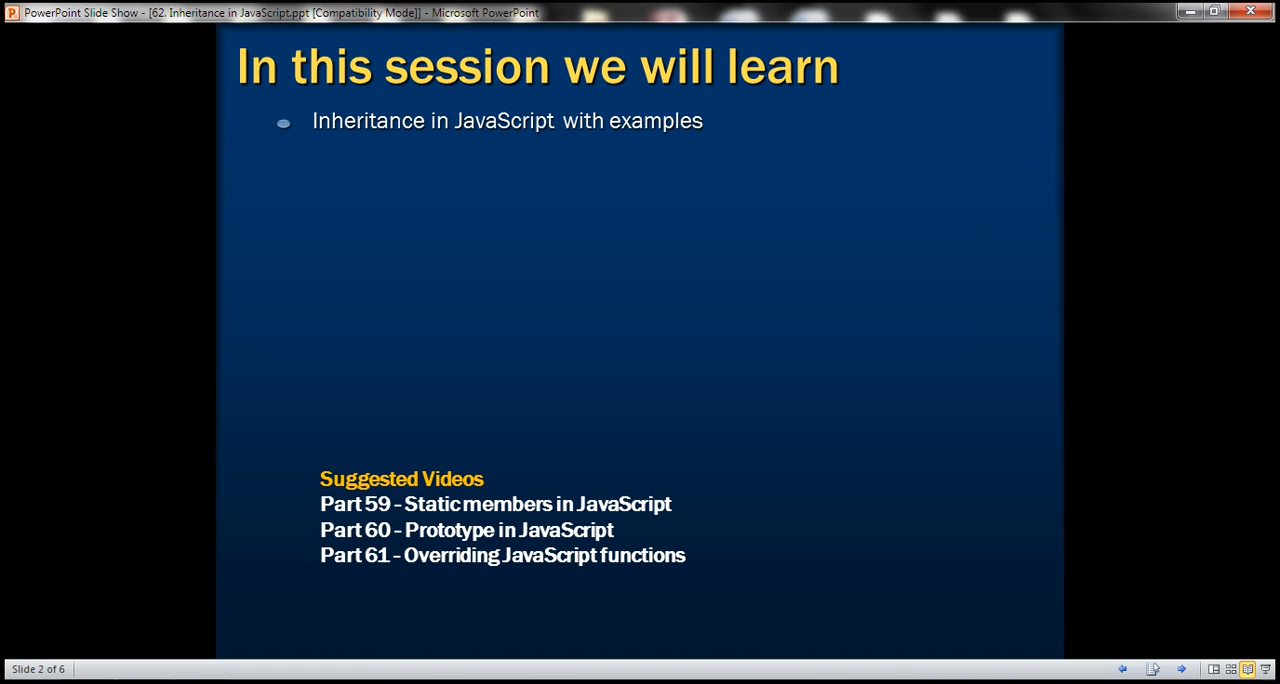 PowerPoint Slide Show - [62. Inheritance in JavaScript.ppt [Compatibility Mode]] - Microsoft PowerPoint
In this session we will learn
Inheritance in JavaScript with examples
Suggested Videos
Part 59 - Static members in JavaScript
Part 60 - Prototype in JavaScript
Part 61 - Overriding JavaScript functions
Slide 2 of 6